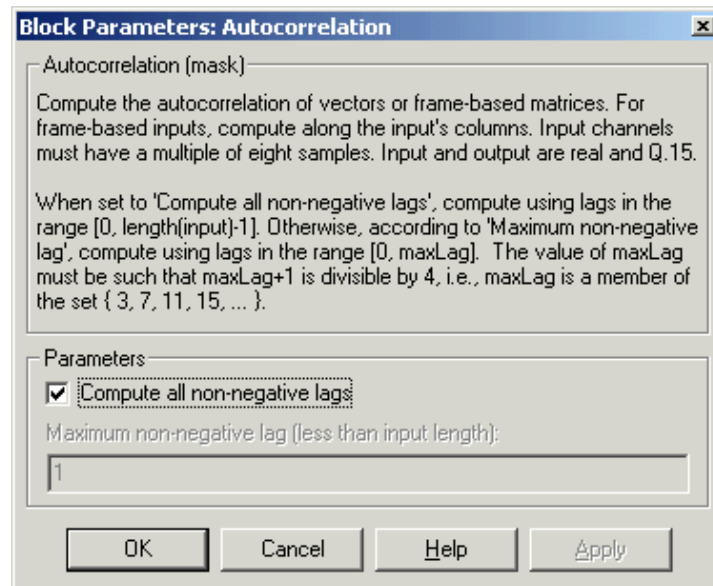 Block Parameters: Autocorrelation
Autocorrelation (mask)
Compute the autocorrelation of vectors or frame-based matrices. For
frame-based inputs, compute along the input's columns. Input channels
must have a multiple of eight samples. Input and output are real and Q.15.
When set to 'Compute all non-negative lags', compute using lags in the
range [0, length(input)-1]. Otherwise, according to 'Maximum non-negative
lag', compute using lags in the range [0, maxLag]. The value of maxLag
must be such that maxLag+1 is divisible by 4, i.e., maxLag is a member of
the set { 3, 7, 11, 15, ... }.
Parameters
Compute all non-negative lags
Maximum non-negative lag (less than input length):
1
OK Cancel Help Apply